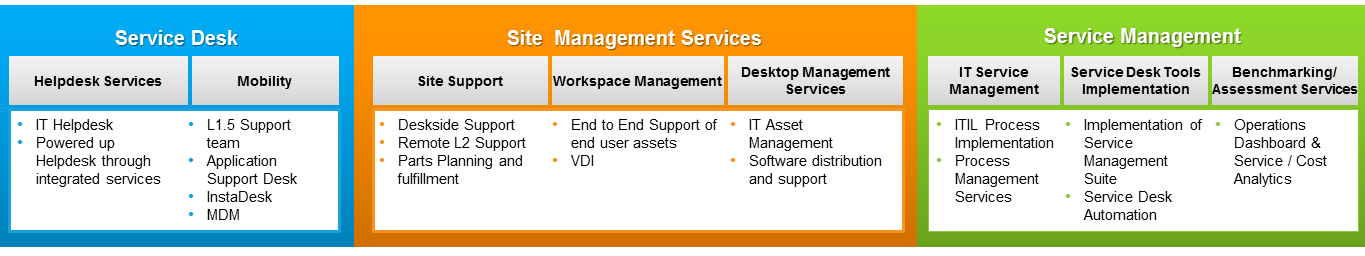 Service Desk
Helpdesk Services
• IT Helpdesk
• Powered up
Helpdesk through
integrated services
Mobility
• L1.5 Support
team
• Application
Support Desk
• InstaDesk
• MDM
Site Management Services
Site Support
• Deskside Support
• Remote L2 Support
• Parts Planning and
fulfillment
Workspace Management
• End to End Support of
end user assets
• VDI
Desktop Management
Services
• IT Asset
Management
• Software distribution
and support
Service Management
IT Service
Management
• ITIL Process
Implementation
• Process
Management
Services
Service Desk Tools
Implementation
• Implementation of
Service
Management
Suite
• Service Desk
Automation
Benchmarking/
Assessment Services
• Operations
Dashboard &
Service / Cost
Analytics